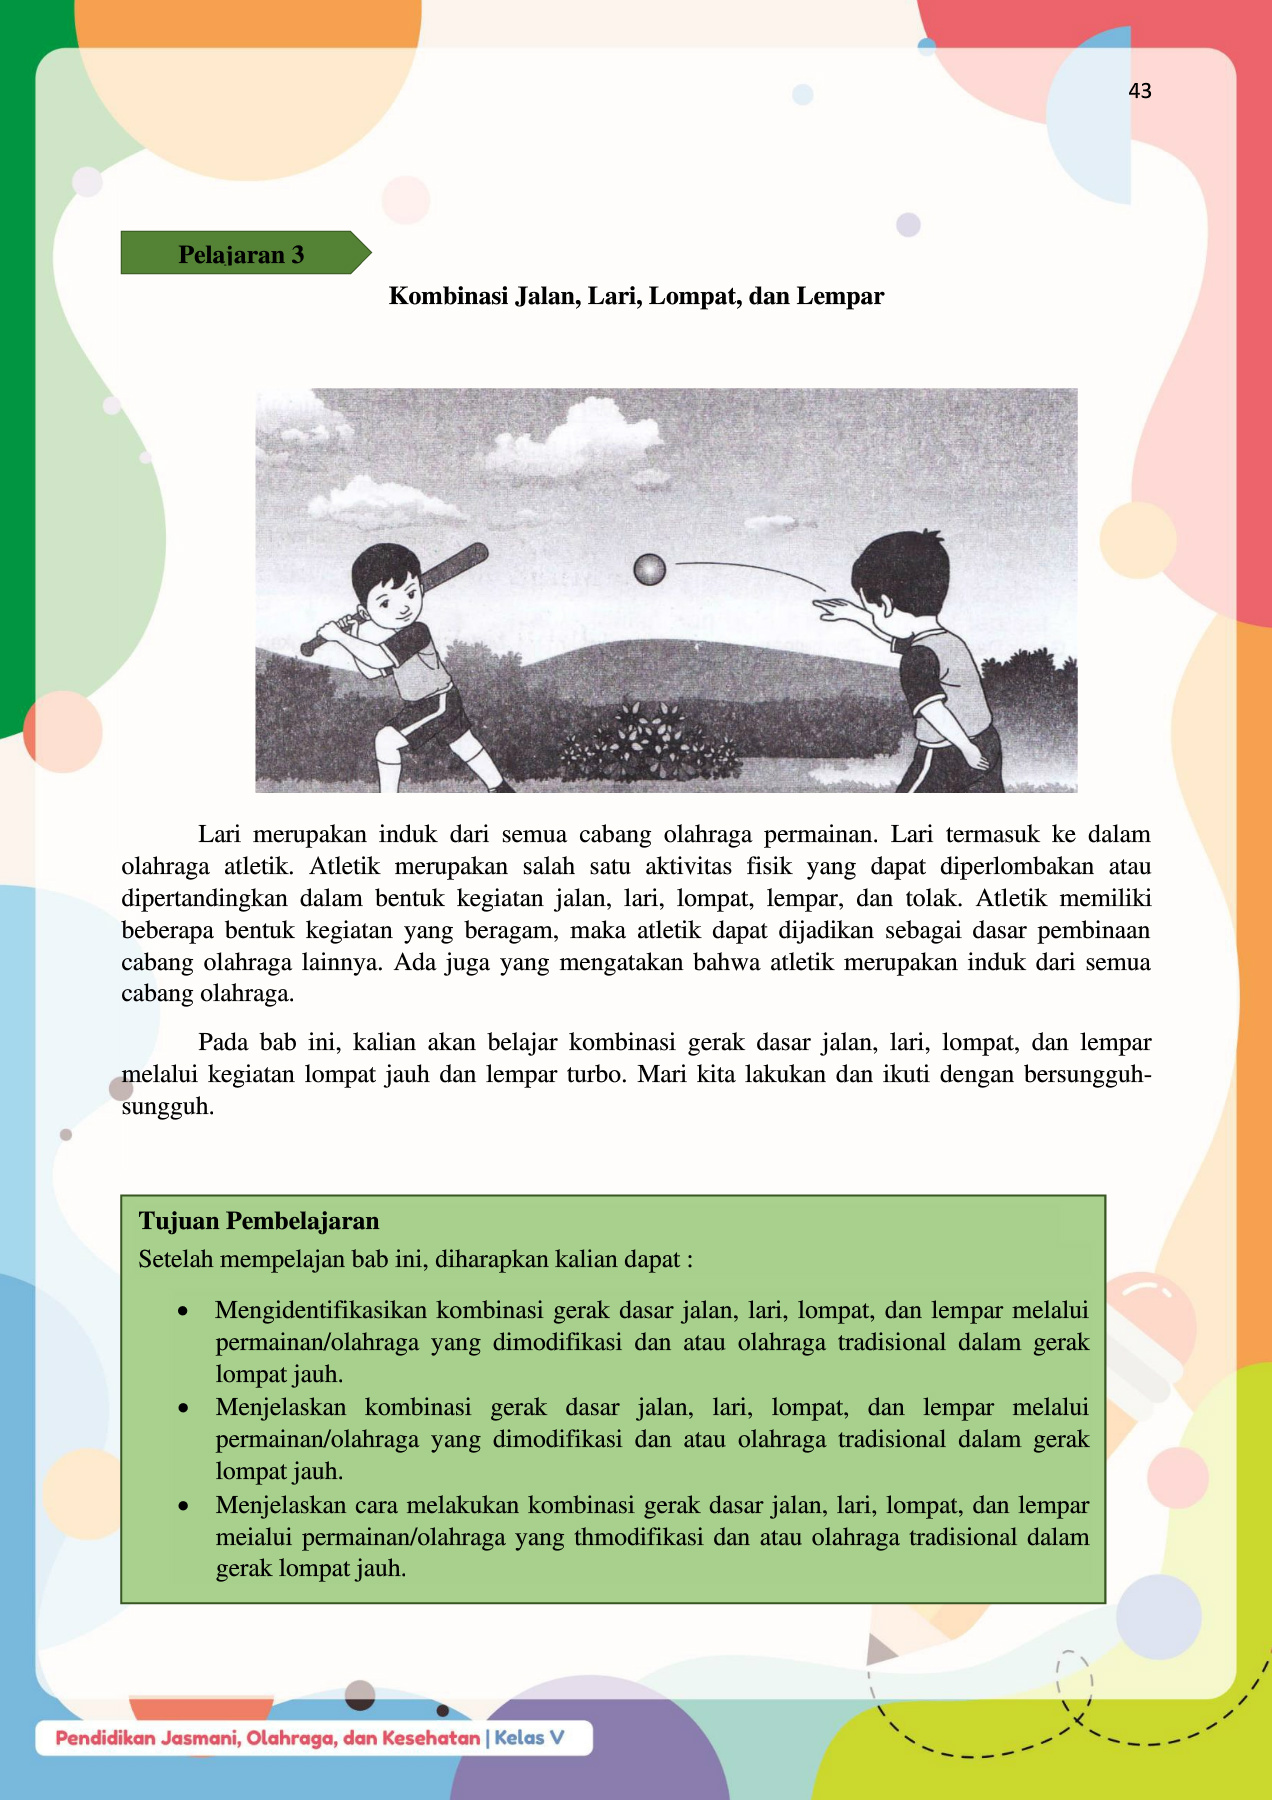 43
Pelajaran 3
Kombinasi Jalan, Lari, Lompat, dan Lempar
Lari merupakan induk dari semua cabang olahraga permainan. Lari termasuk ke dalam
olahraga atletik. Atletik merupakan salah satu aktivitas fisik yang dapat diperlombakan atau
dipertandingkan dalam bentuk kegiatan jalan, lari, lompat, lempar, dan tolak. Atletik memiliki
beberapa bentuk kegiatan yang beragam, maka atletik dapat dijadikan sebagai dasar pembinaan
cabang olahraga lainnya. Ada juga yang mengatakan bahwa atletik merupakan induk dari semua
cabang olahraga.
Pada bab ini, kalian akan belajar kombinasi gerak dasar jalan, lari, lompat, dan lempar
melalui kegiatan lompat jauh dan lempar turbo. Mari kita lakukan dan ikuti dengan bersungguh-
sungguh.
Tujuan Pembelajaran
Setelah mempelajan bab ini, diharapkan kalian dapat :
• Mengidentifikasikan kombinasi gerak dasar jalan, lari, lompat, dan lempar melalui
permainan/olahraga yang dimodifikasi dan atau olahraga tradisional dalam gerak
lompat jauh.
• Menjelaskan kombinasi gerak dasar jalan, lari, lompat, dan lempar melalui
permainan/olahraga yang dimodifikasi dan atau olahraga tradisional dalam gerak
lompat jauh.
• Menjelaskan cara melakukan kombinasi gerak dasar jalan, lari, lompat, dan lempar
meialui permainan/olahraga yang thmodifikasi dan atau olahraga tradisional dalam
gerak lompat jauh.
Pendidikan Jasmani, Olahraga, dan Kesehatan | Kelas V